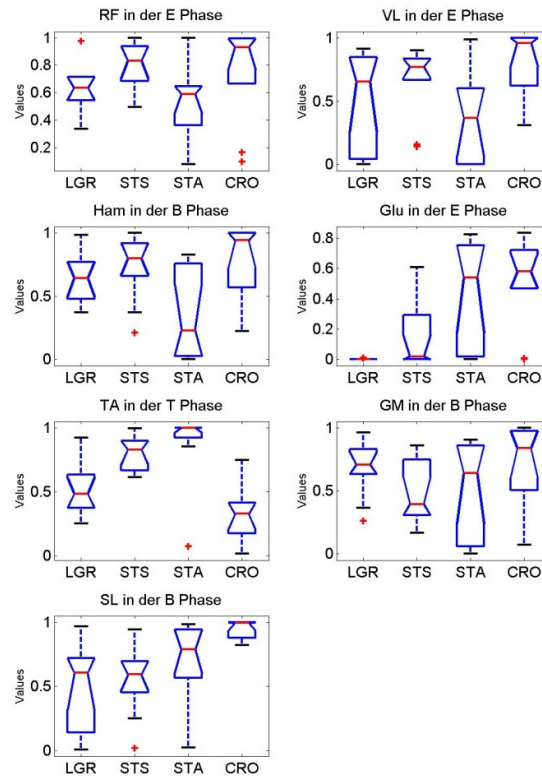 RF in der E Phase
Values
1
0.8
0.6
0.4
0.2
LGR STS STA CRO
VL in der E Phase
Values
1
0.5
0
LGR STS STA CRO
Ham in der B Phase
Values
1
0.5
0
LGR STS STA CRO
Glu in der E Phase
Values
0.8
0.6
0.4
0.2
0
LGR STS STA CRO
TA in der T Phase
Values
1
0.5
0
LGR STS STA CRO
GM in der B Phase
Values
1
0.5
0
LGR STS STA CRO
SL in der B Phase
Values
1
0.5
0
LGR STS STA CRO